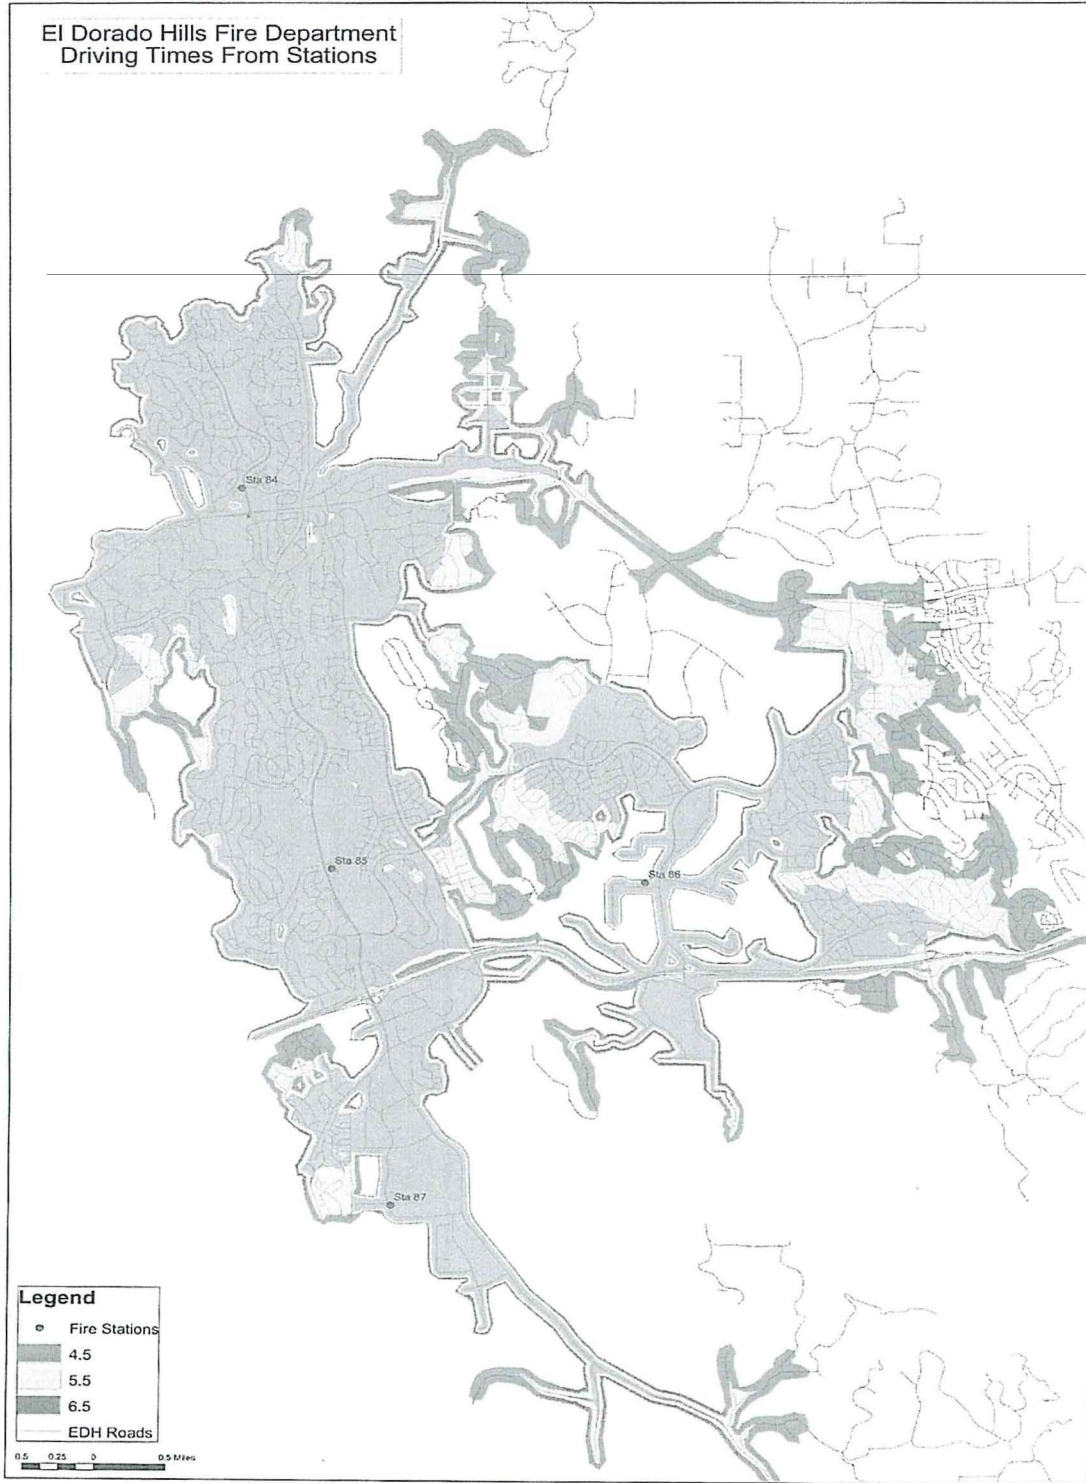 El Dorado Hills Fire Department
Driving Times From Stations
Sta 84
Sta 85
Sta 86
Sta 87
Legend
Fire Stations
4.5
5.5
6.5
EDH Roads
0.5 0.25 0 0.5 Miles